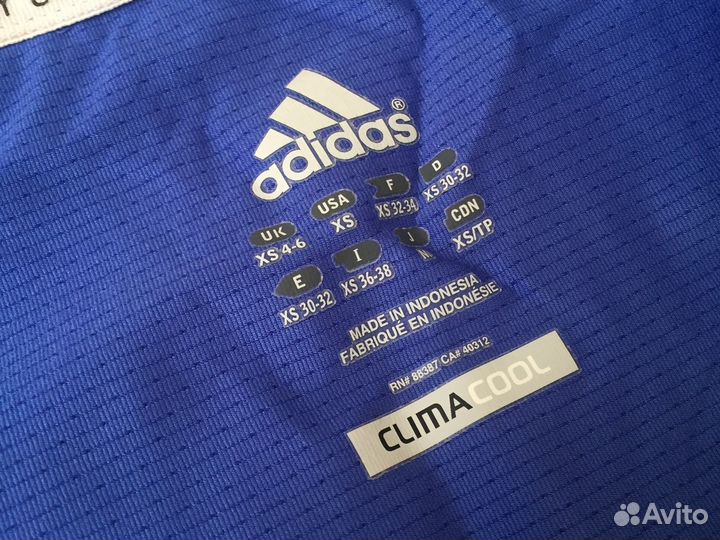 adidas®
UK USA F D
XS 4-6 XS XS 32-34 XS 30-32
E I J CDN
XS 30-32 XS 36-38 M XS/TP
MADE IN INDONESIA
FABRIQUÉ EN INDONÉSIE
RN# 88387 CA# 40312
CLIMACOOL
Avito